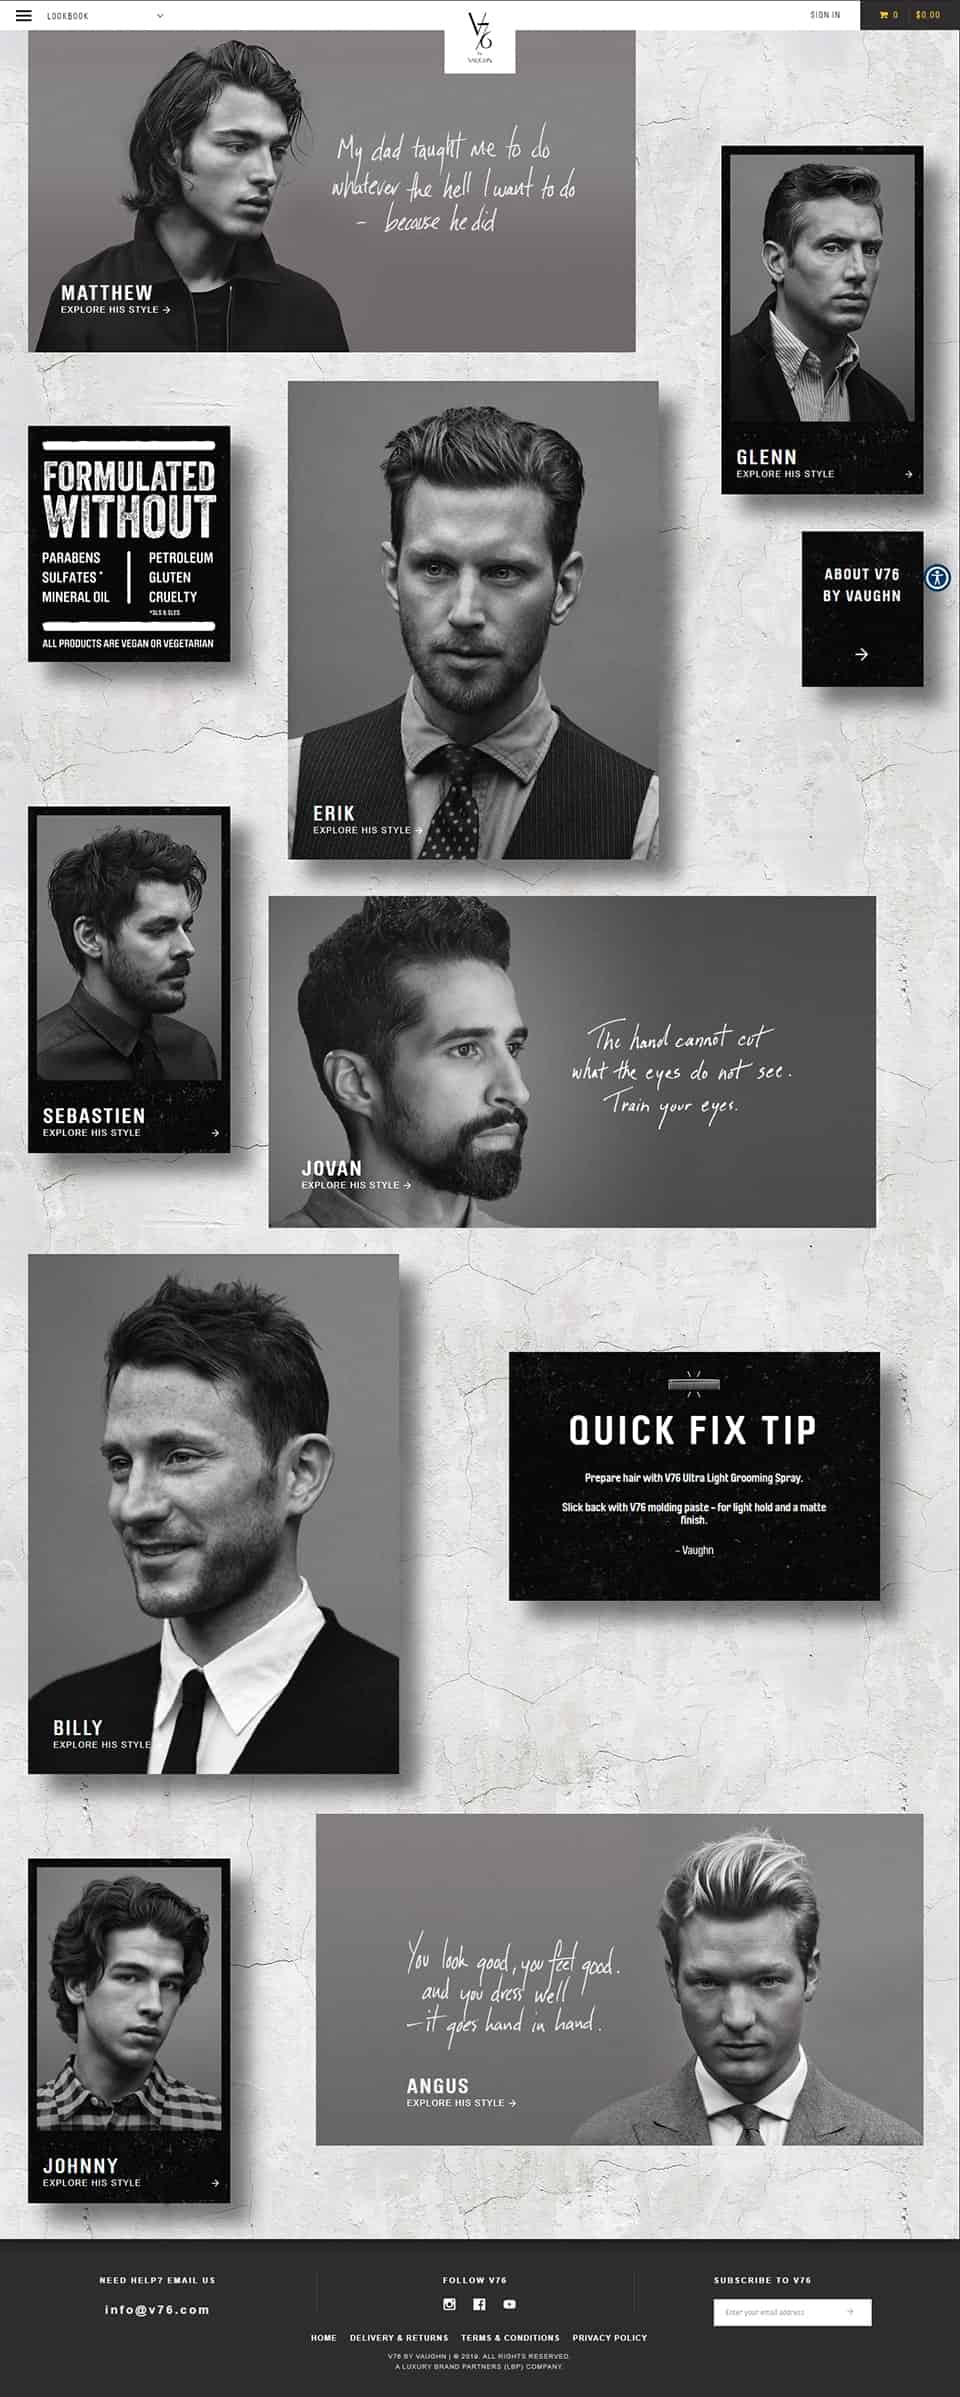 LOOKBOOK
V76
by
VAUGHN
SIGN IN
0
$0.00
My dad taught me to do
whatever the hell I want to do
- because he did
MATTHEW
EXPLORE HIS STYLE →
GLENN
EXPLORE HIS STYLE →
FORMULATED
WITHOUT
PARABENS
SULFATES*
MINERAL OIL
PETROLEUM
GLUTEN
CRUELTY
*SLS & SLES
ALL PRODUCTS ARE VEGAN OR VEGETARIAN
ERIK
EXPLORE HIS STYLE →
ABOUT V76
BY VAUGHN
→
SEBASTIEN
EXPLORE HIS STYLE →
The hand cannot cut
what the eyes do not see.
Train your eyes.
JOVAN
EXPLORE HIS STYLE →
BILLY
EXPLORE HIS STYLE
QUICK FIX TIP
Prepare hair with V76 Ultra Light Grooming Spray.
Slick back with V76 molding paste – for light hold and a matte
finish.
- Vaughn
You look good, you feel good.
and you dress well
- it goes hand in hand.
ANGUS
EXPLORE HIS STYLE →
JOHNNY
EXPLORE HIS STYLE →
NEED HELP? EMAIL US
info@v76.com
FOLLOW V76
SUBSCRIBE TO V76
Enter your email address →
HOME DELIVERY & RETURNS TERMS & CONDITIONS PRIVACY POLICY
V76 BY VAUGHN | © 2019. ALL RIGHTS RESERVED.
A LUXURY BRAND PARTNERS (LBP) COMPANY.